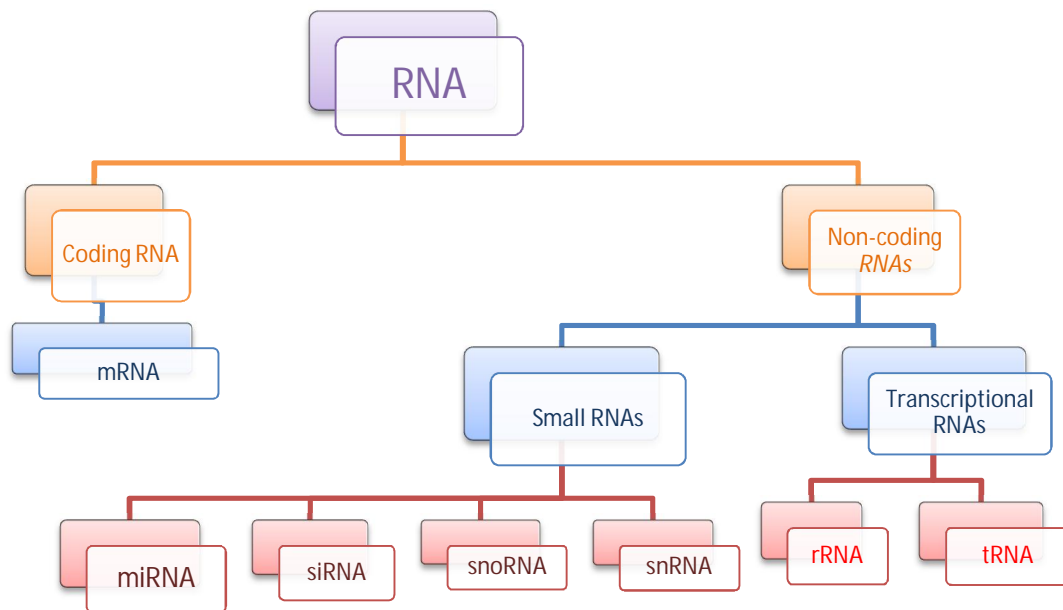 RNA
Coding RNA
Non-coding
RNAs
mRNA
Small RNAs
Transcriptional
RNAs
miRNA
siRNA
snoRNA
snRNA
rRNA
tRNA